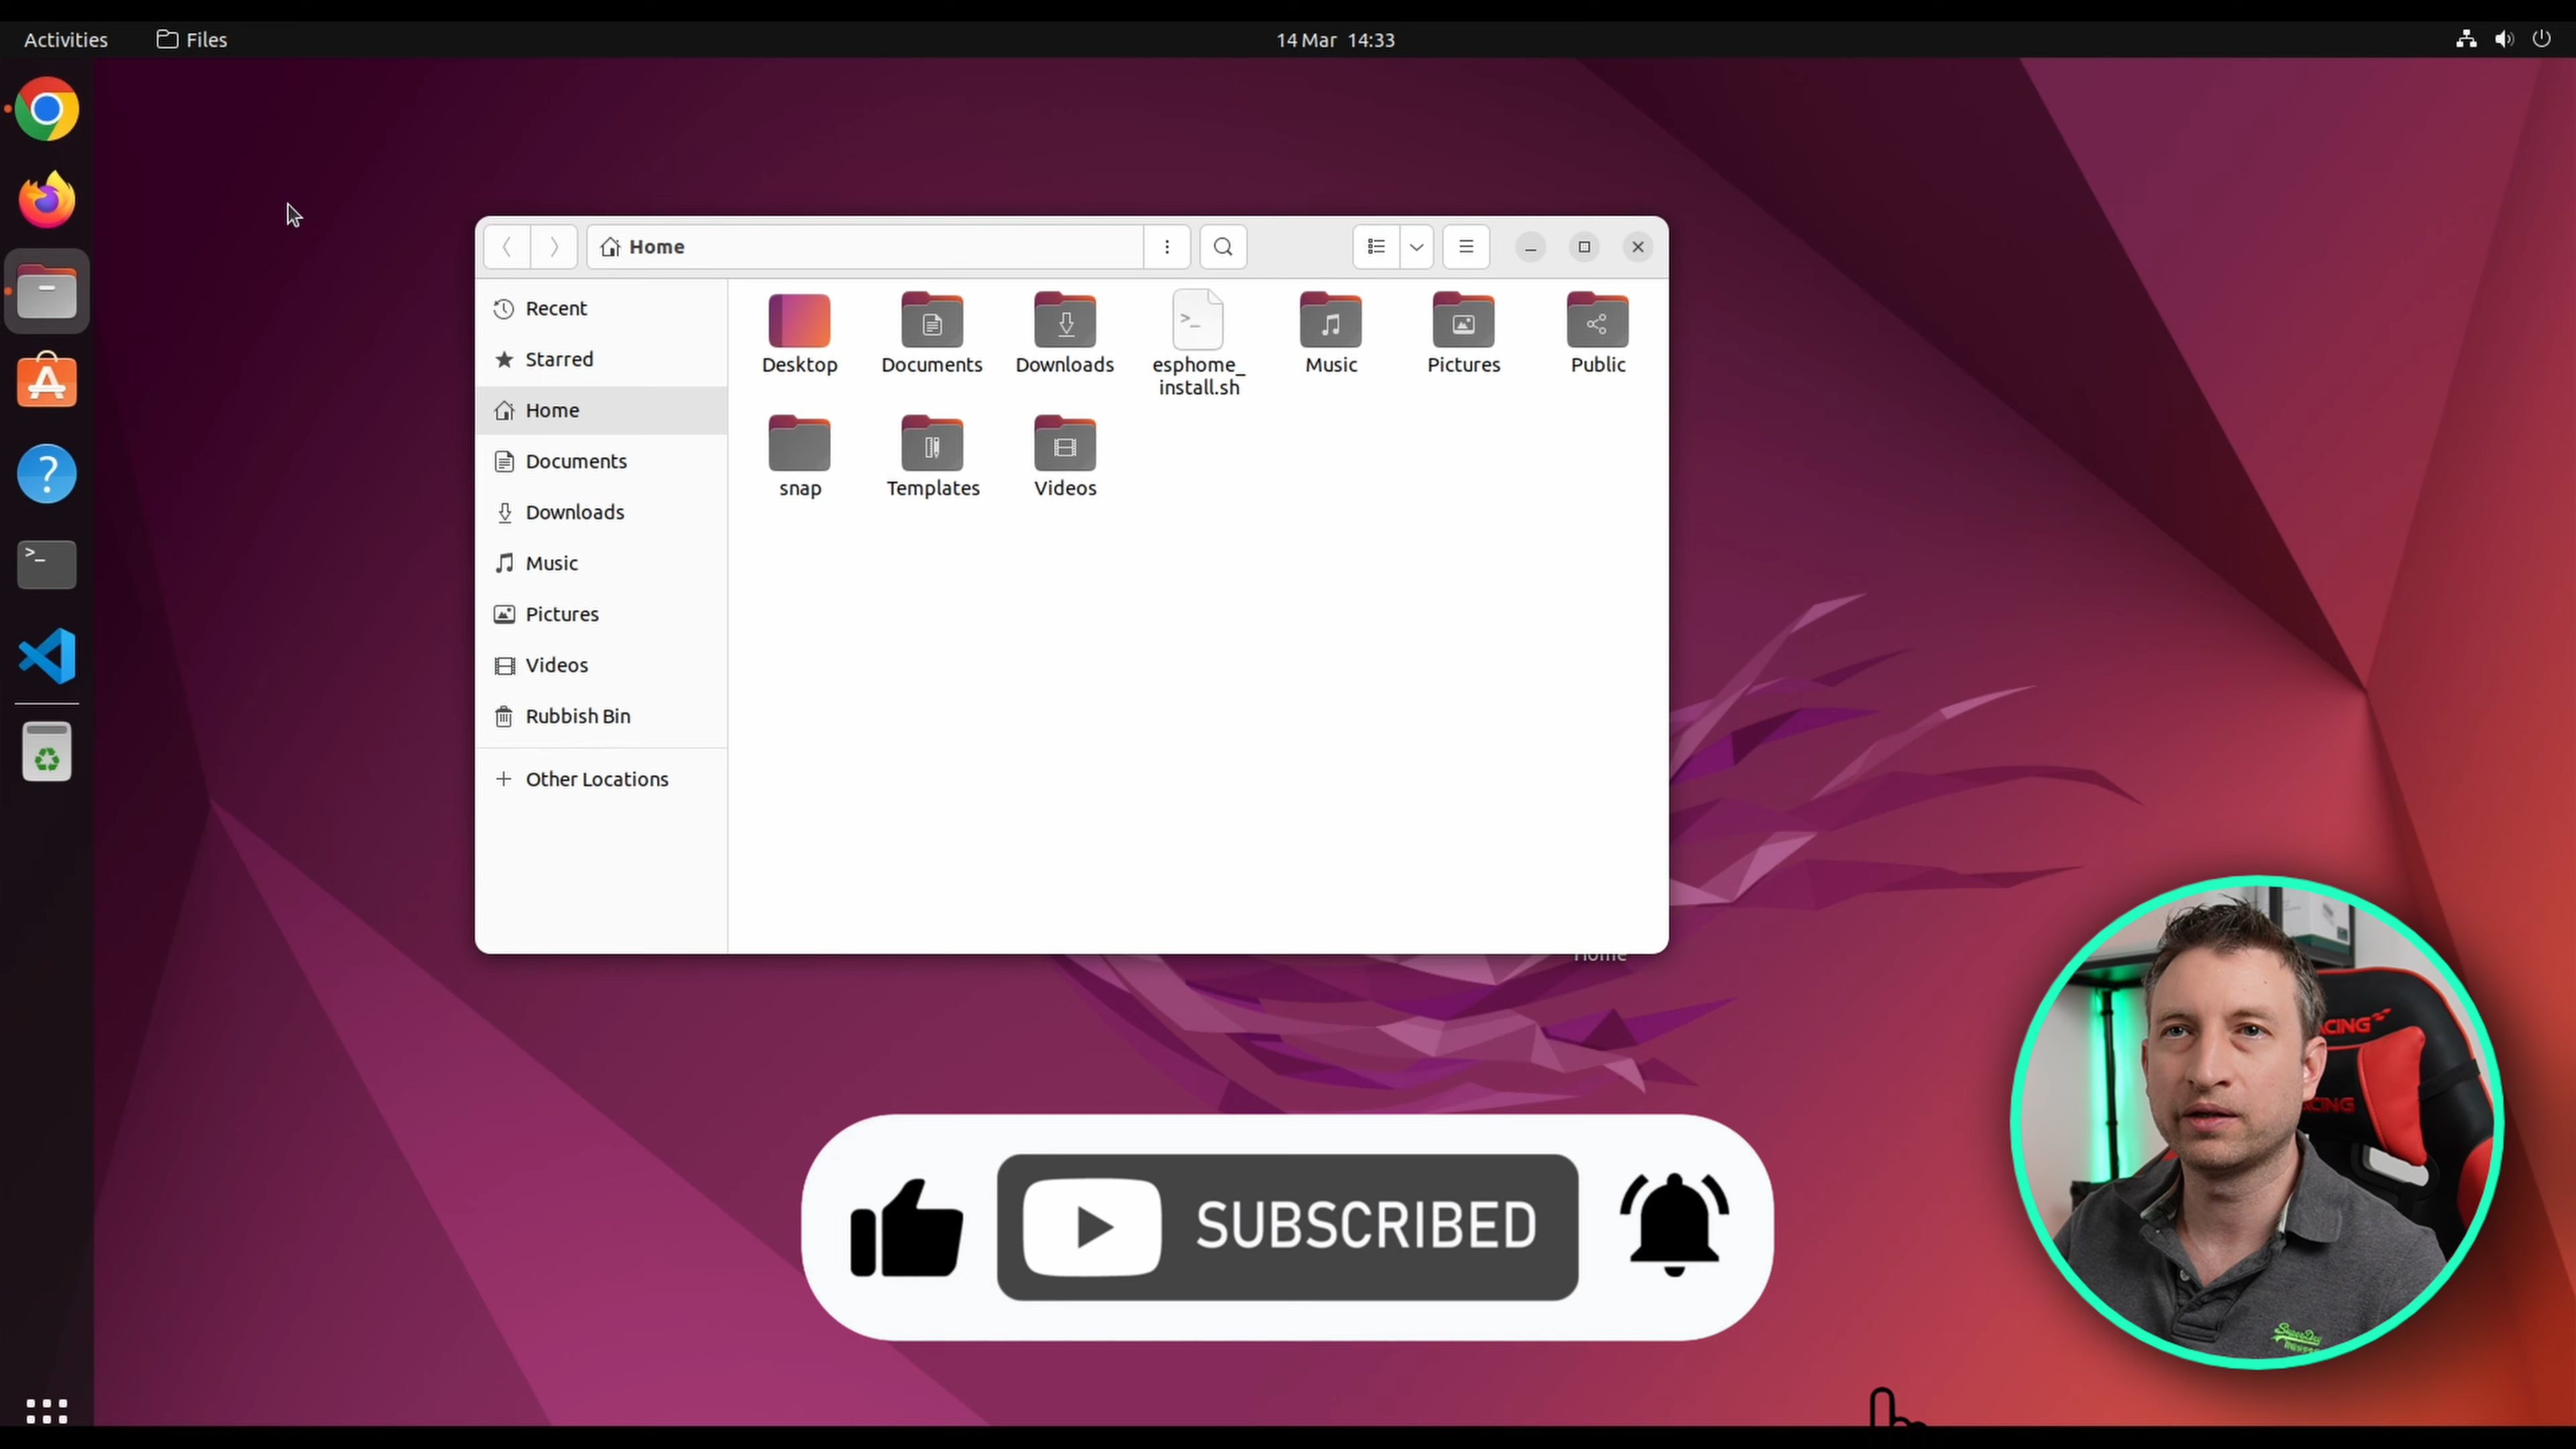 Activities
Files
14 Mar 14:33
Home
Recent
Starred
Home
Documents
Downloads
Music
Pictures
Videos
Rubbish Bin
Other Locations
Desktop
Documents
Downloads
esphome_
install.sh
Music
Pictures
Public
snap
Templates
Videos
Home
SUBSCRIBED